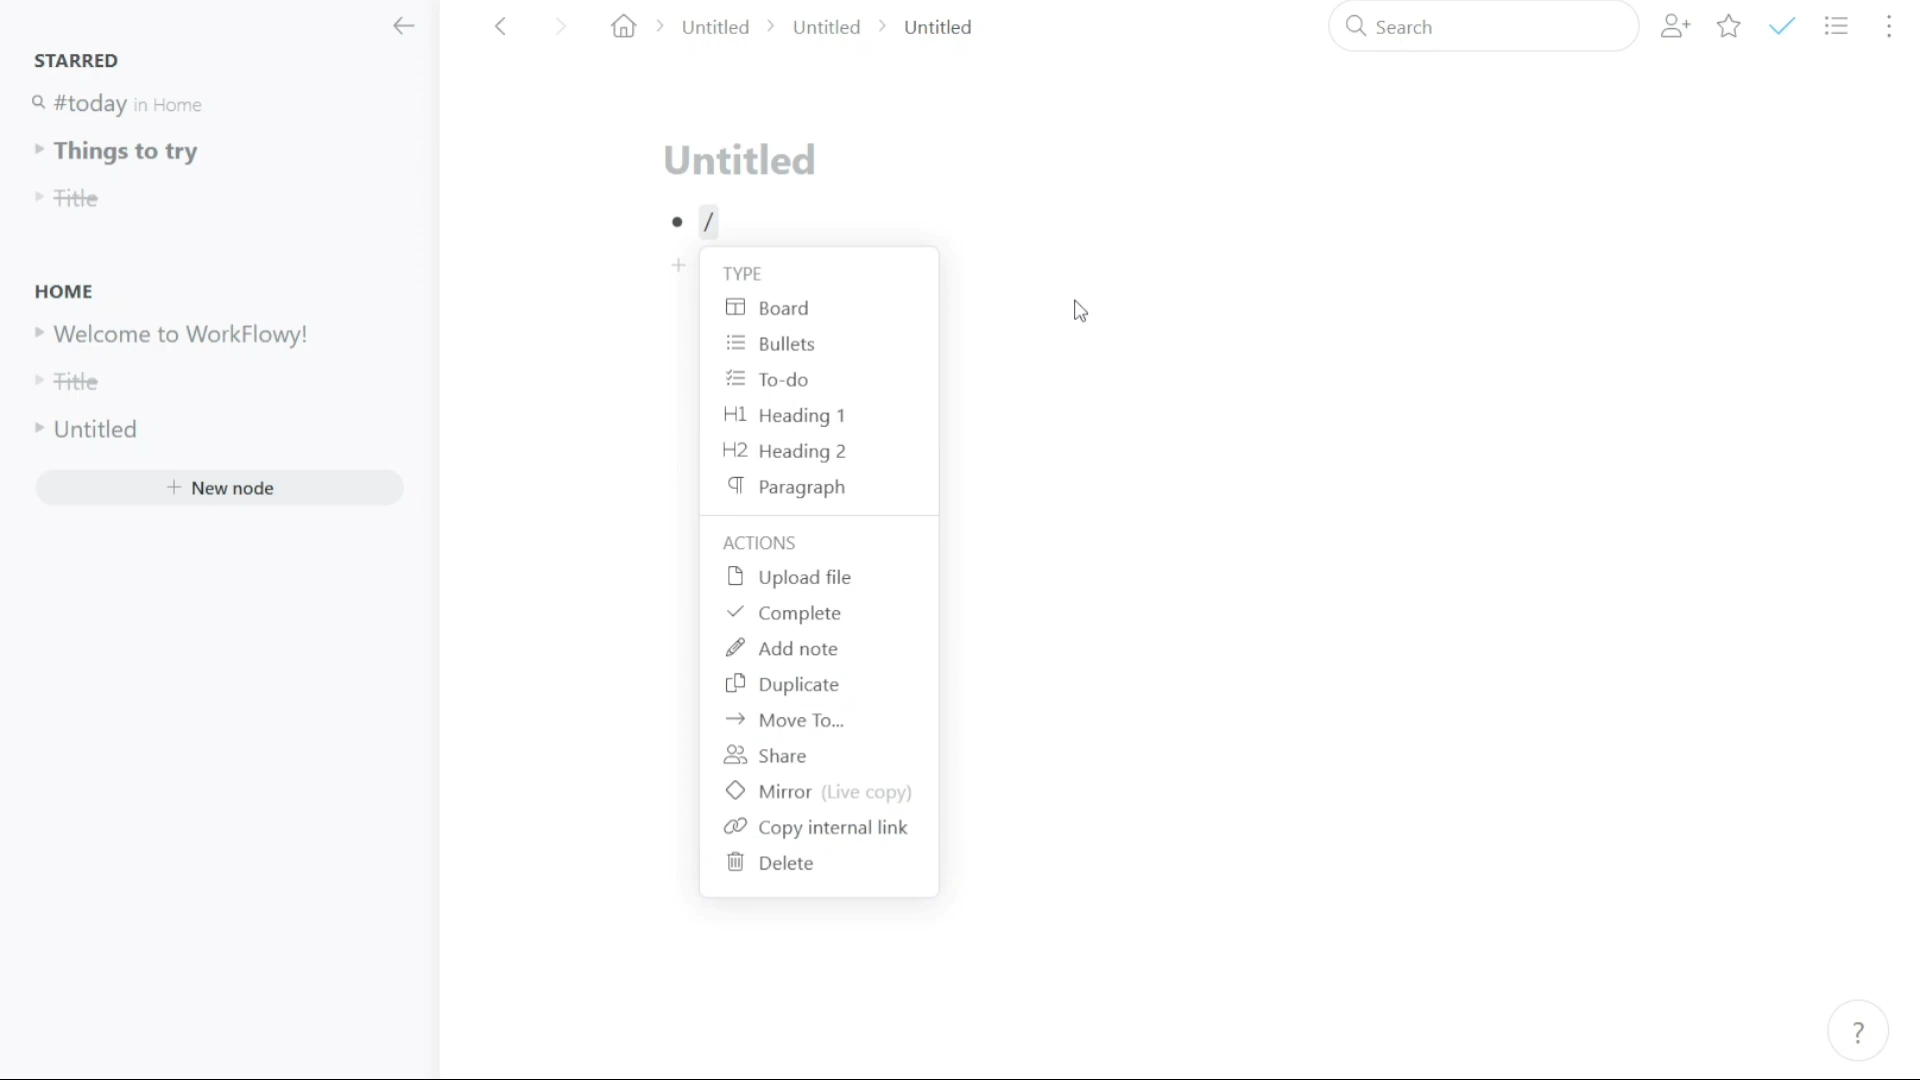 STARRED
#today in Home
Things to try
Title
HOME
Welcome to WorkFlowy!
Title
Untitled
+ New node
Untitled > Untitled > Untitled
Search
Untitled
/
TYPE
Board
Bullets
To-do
H1 Heading 1
H2 Heading 2
¶ Paragraph
ACTIONS
Upload file
Complete
Add note
Duplicate
Move To...
Share
Mirror (Live copy)
Copy internal link
Delete
?